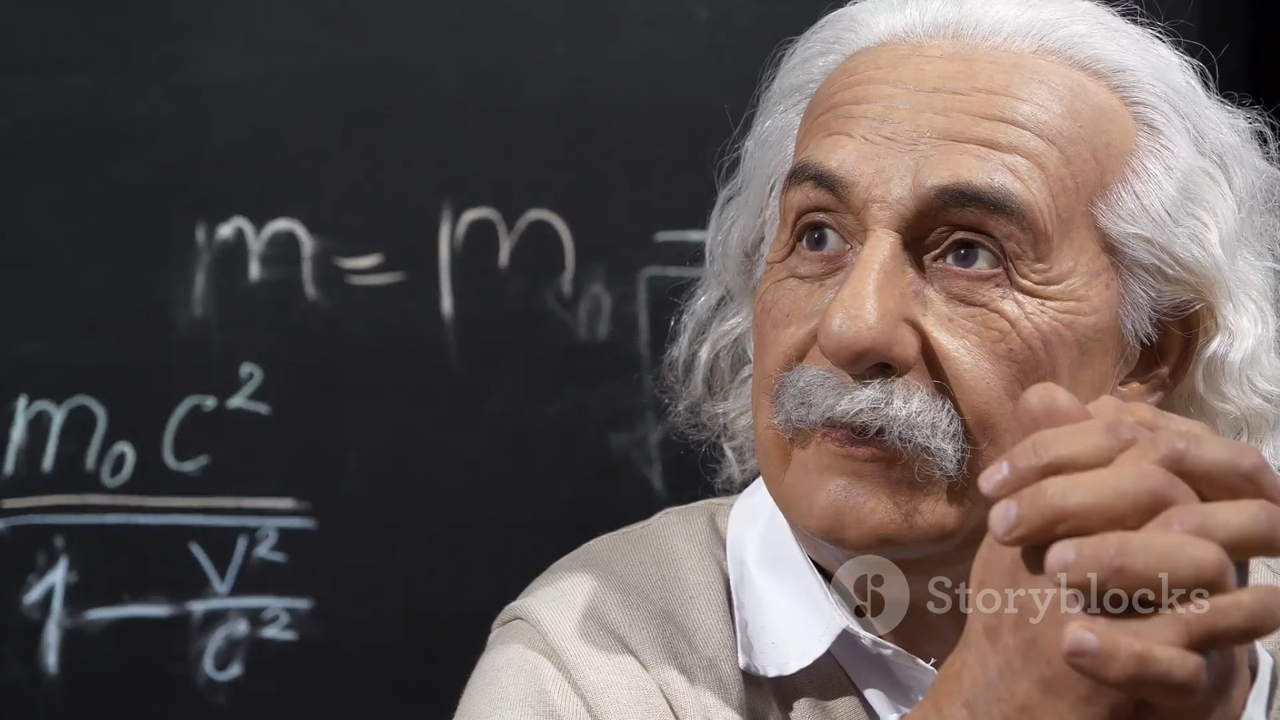 m = m₀
m₀c²
1 - v²
c²
Storyblocks